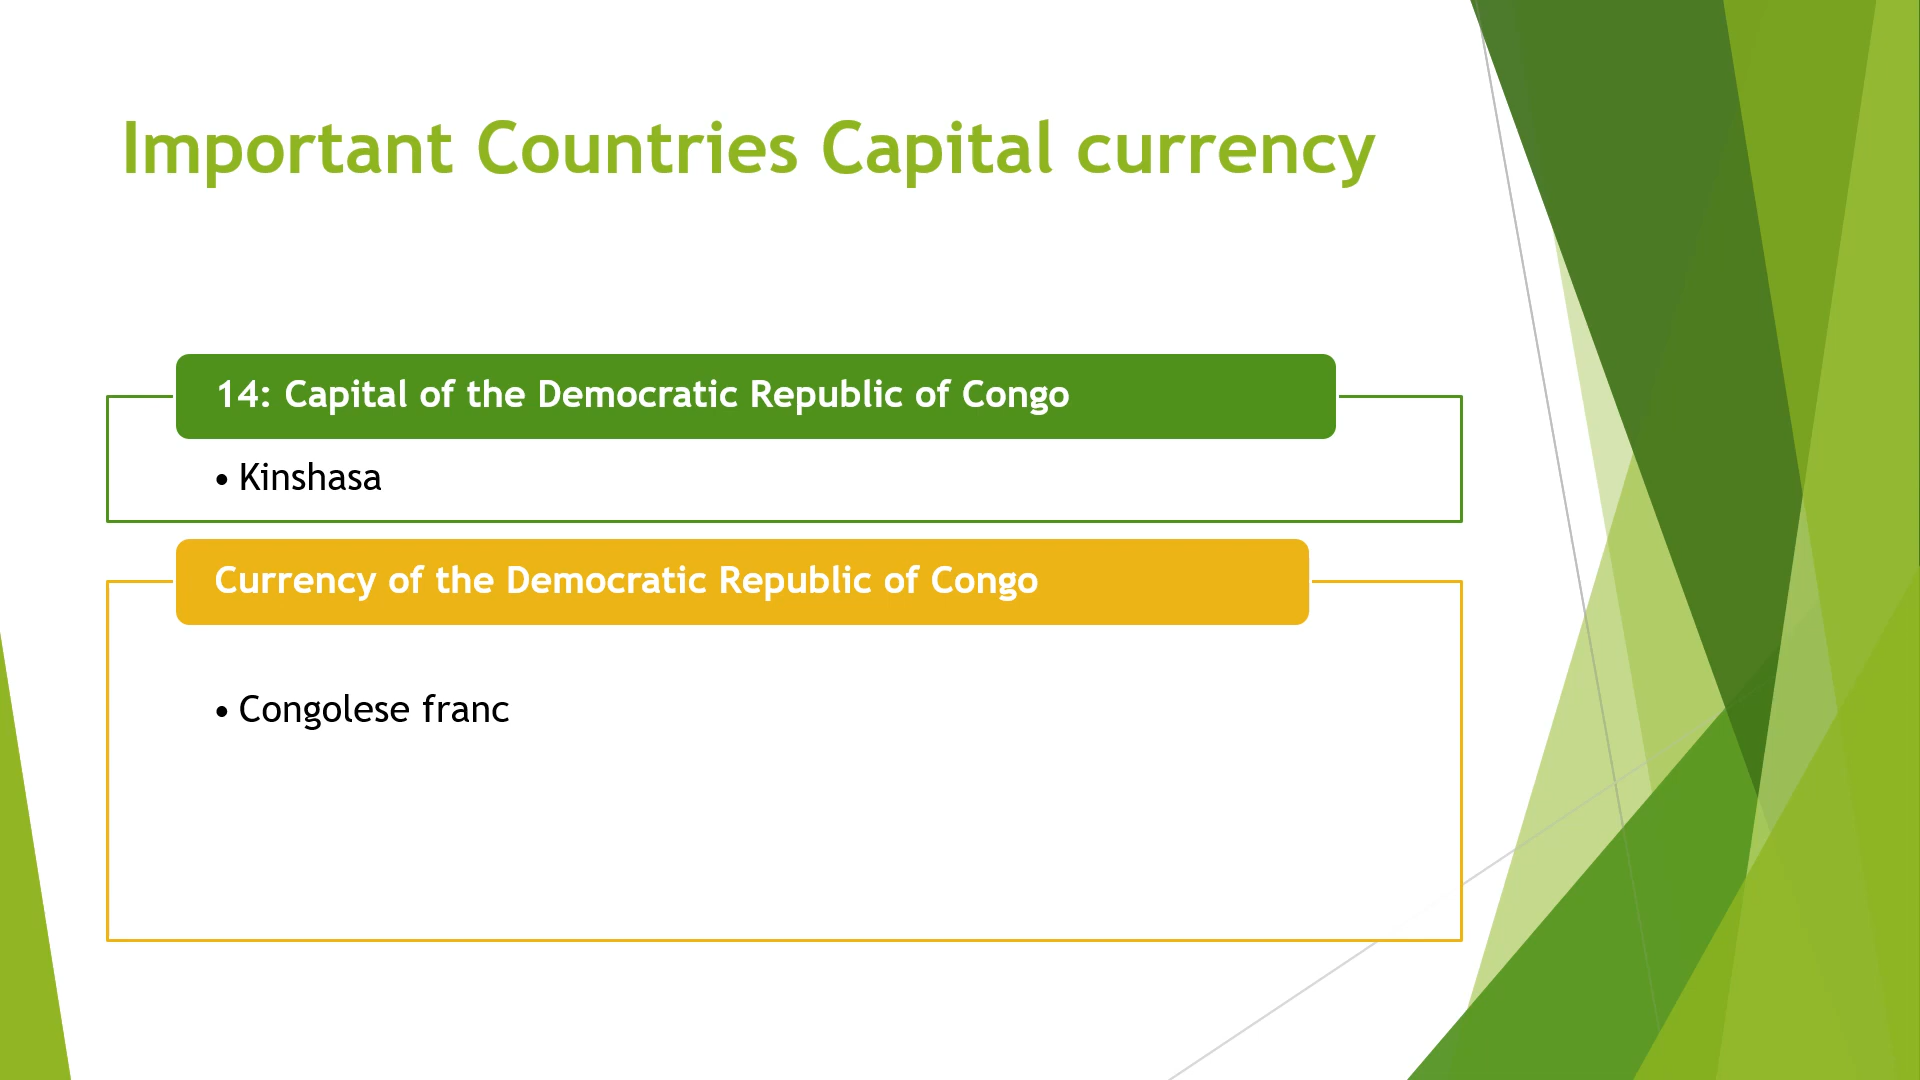 Important Countries Capital currency
14: Capital of the Democratic Republic of Congo
• Kinshasa
Currency of the Democratic Republic of Congo
• Congolese franc